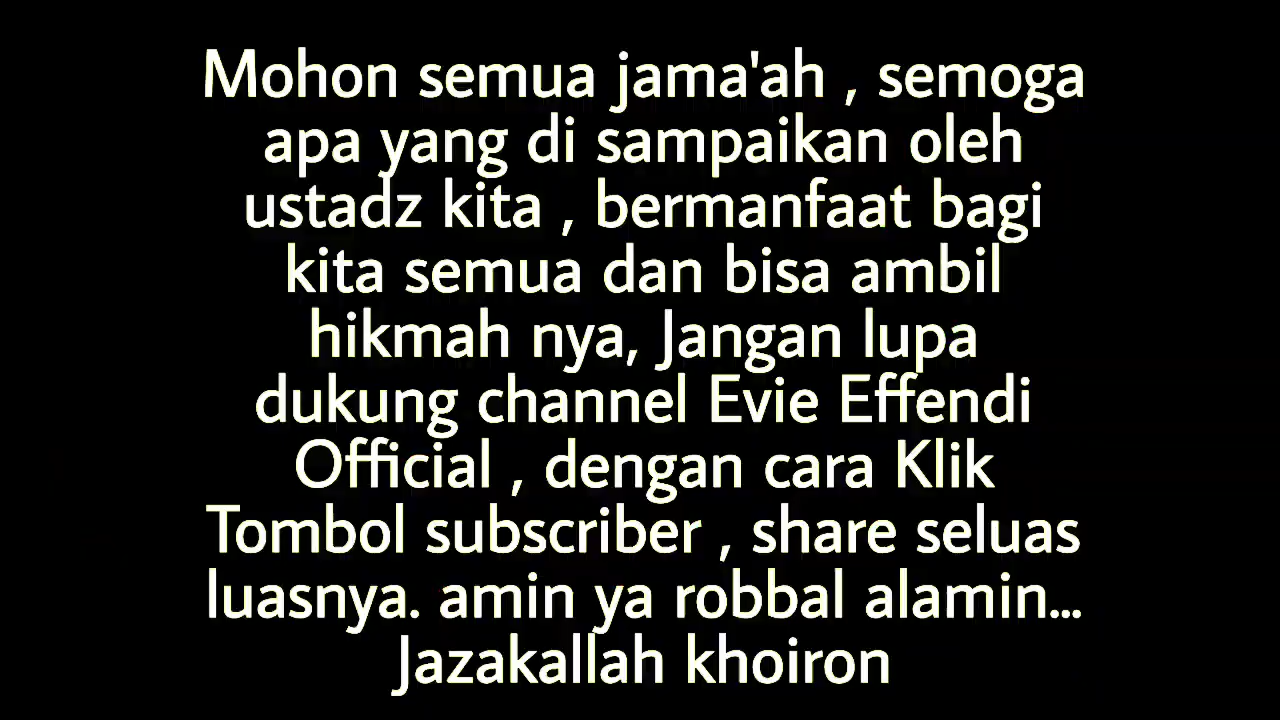 Mohon semua jama'ah , semoga
apa yang di sampaikan oleh
ustadz kita , bermanfaat bagi
kita semua dan bisa ambil
hikmah nya, Jangan lupa
dukung channel Evie Effendi
Official , dengan cara Klik
Tombol subscriber , share seluas
luasnya. amin ya robbal alamin...
Jazakallah khoiron